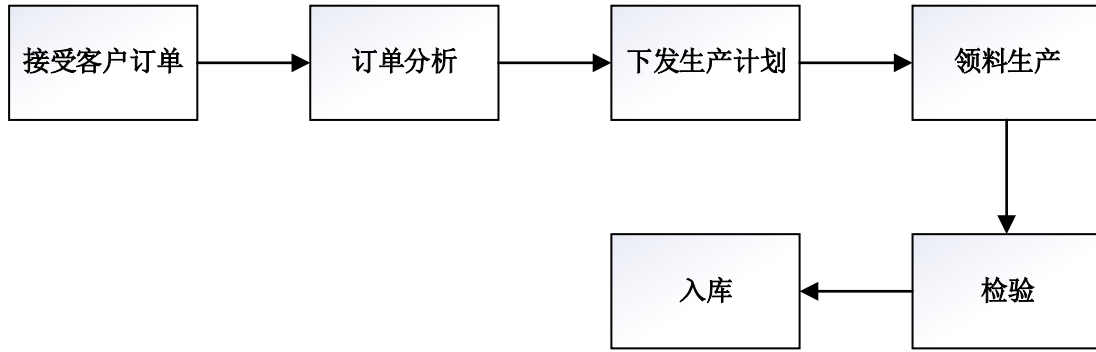 接受客户订单
订单分析
下发生产计划
领料生产
检验
入库